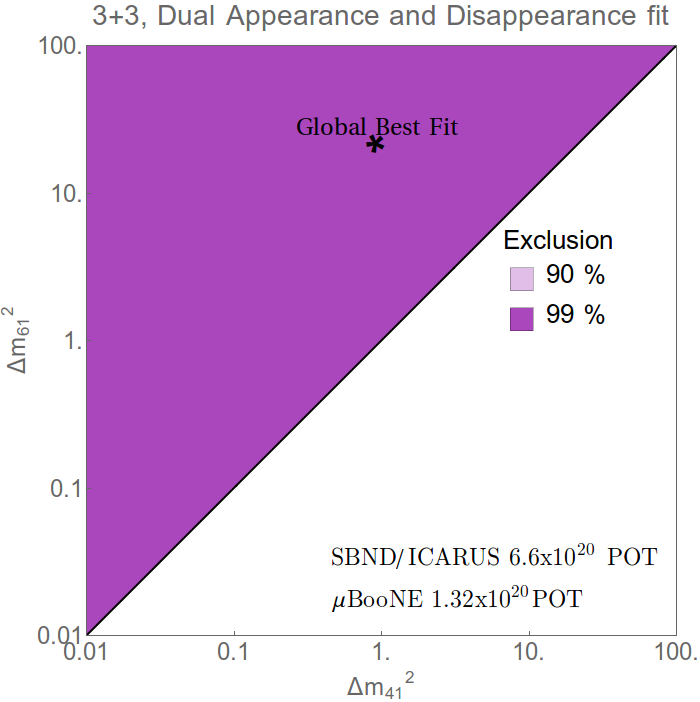 3+3, Dual Appearance and Disappearance fit
100.
Global Best Fit
*
10.
Exclusion
90 %
99 %
1.
Δm₆₁²
0.1
SBND/ICARUS 6.6x10²⁰ POT
μBooNE 1.32x10²⁰POT
0.01
0.01 0.1 1. 10. 100.
Δm₄₁²